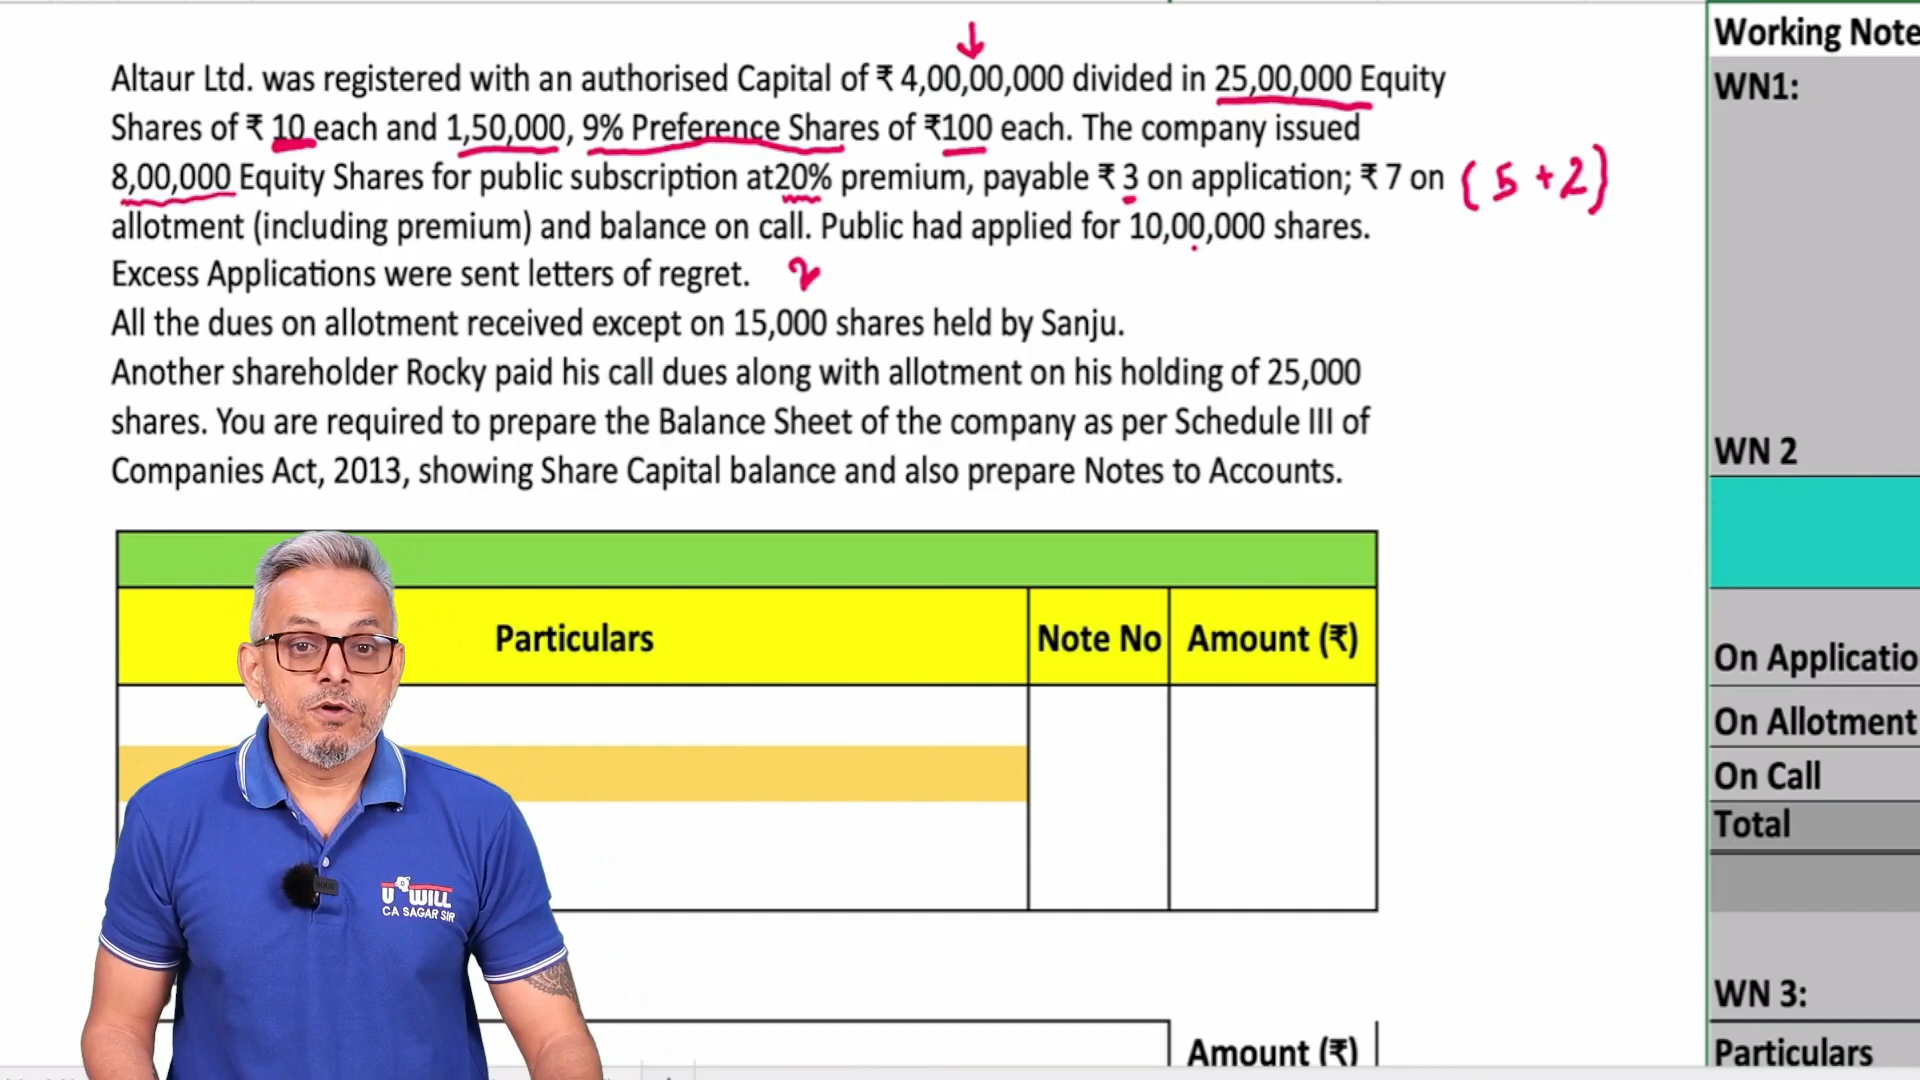 Altaur Ltd. was registered with an authorised Capital of ₹ 4,00,00,000 divided in 25,00,000 Equity
Shares of ₹ 10 each and 1,50,000, 9% Preference Shares of ₹100 each. The company issued
8,00,000 Equity Shares for public subscription at20% premium, payable ₹ 3 on application; ₹ 7 on (5+2)
allotment (including premium) and balance on call. Public had applied for 10,00,000 shares.
Excess Applications were sent letters of regret. 2
All the dues on allotment received except on 15,000 shares held by Sanju.
Another shareholder Rocky paid his call dues along with allotment on his holding of 25,000
shares. You are required to prepare the Balance Sheet of the company as per Schedule III of
Companies Act, 2013, showing Share Capital balance and also prepare Notes to Accounts.
Particulars Note No Amount (₹)
Amount (₹)
Working Note
WN1:
WN 2
On Applicatio
On Allotment
On Call
Total
WN 3:
Particulars
U WILL
CA SAGAR SIR